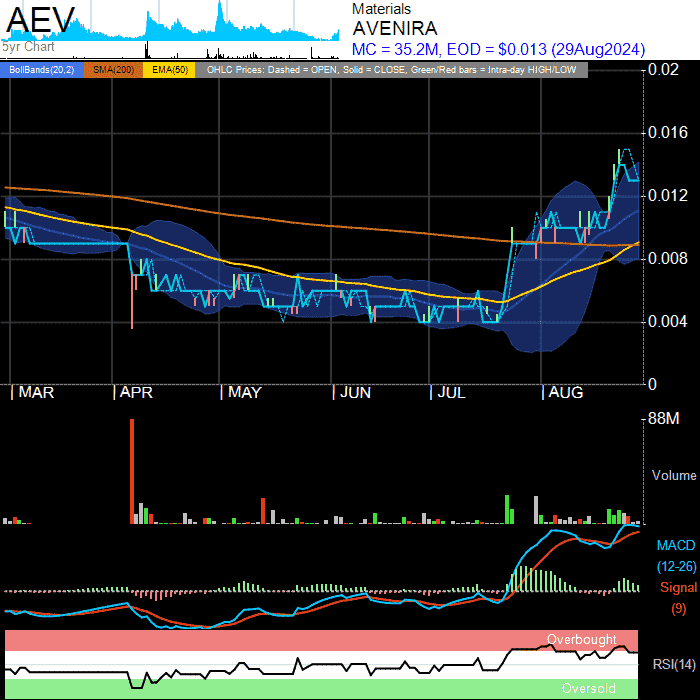 AEV
5yr Chart
Materials
AVENIRA
MC = 35.2M, EOD = $0.013 (29Aug2024)
BollBands(20,2) SMA(200) EMA(50) OHLC Prices: Dashed = OPEN, Solid = CLOSE, Green/Red bars = Intra-day HIGH/LOW
0.02
0.016
0.012
0.008
0.004
0
MAR APR MAY JUN JUL AUG
88M
Volume
MACD
(12-26)
Signal
(9)
Overbought
RSI(14)
Oversold